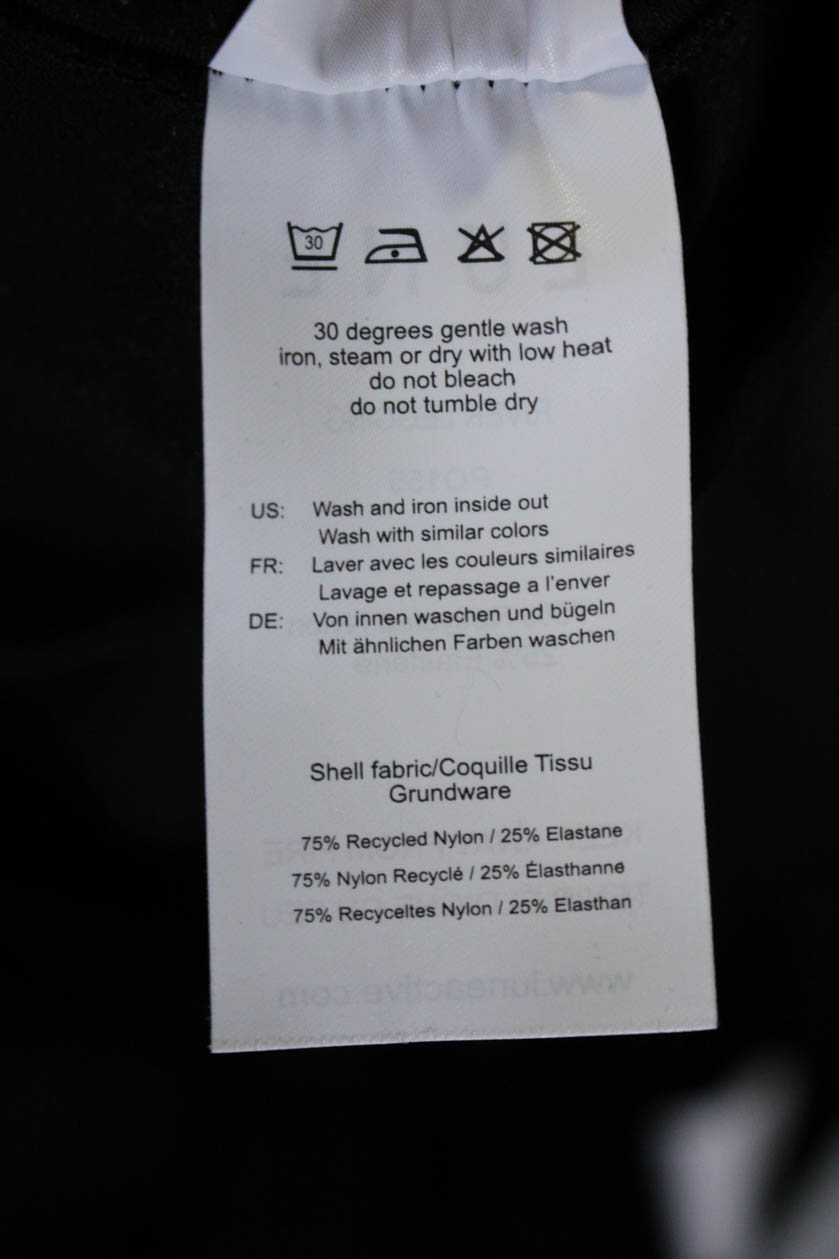 30
30 degrees gentle wash
iron, steam or dry with low heat
do not bleach
do not tumble dry
US: Wash and iron inside out
Wash with similar colors
FR: Laver avec les couleurs similaires
Lavage et repassage a l'enver
DE: Von innen waschen und bügeln
Mit ähnlichen Farben waschen
Shell fabric/Coquille Tissu
Grundware
75% Recycled Nylon / 25% Elastane
75% Nylon Recyclé / 25% Élasthanne
75% Recyceltes Nylon / 25% Elasthan
www.luneactive.com